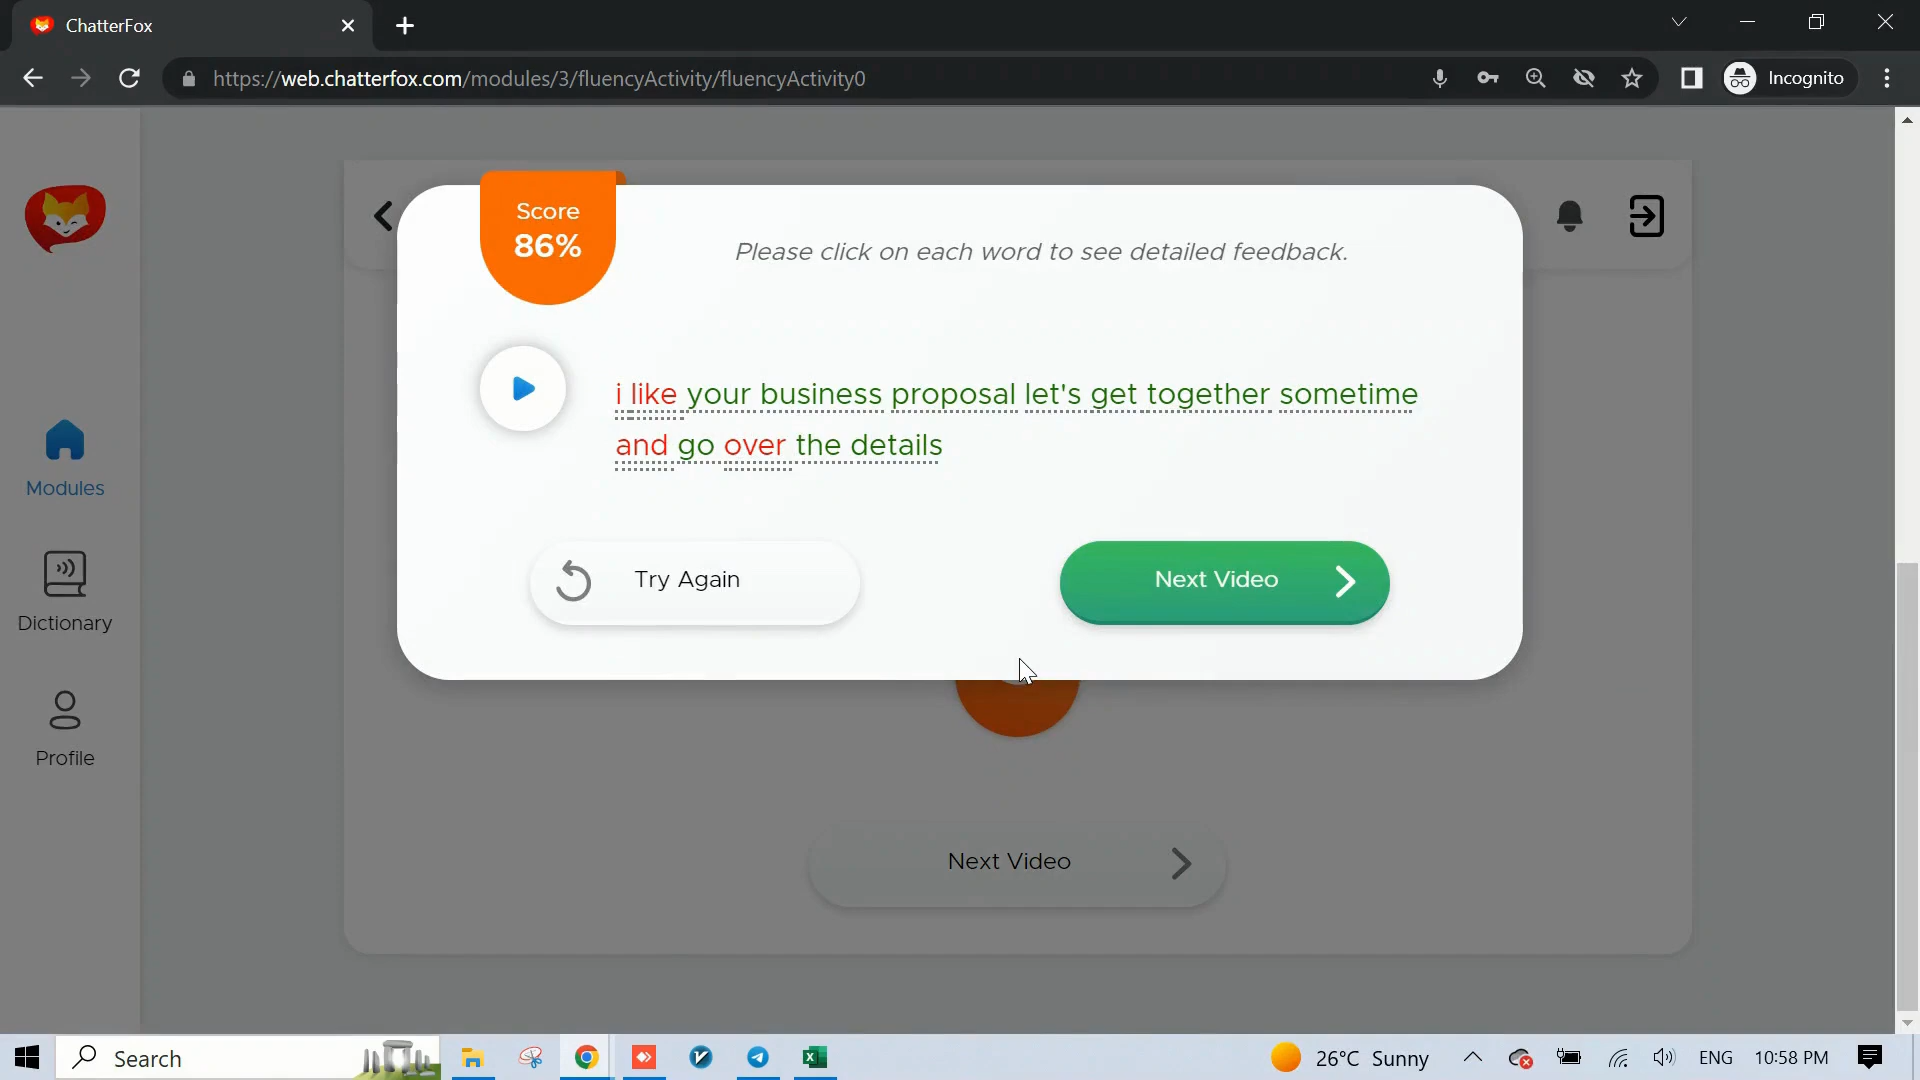 ChatterFox
https://web.chatterfox.com/modules/3/fluencyActivity/fluencyActivity0
Incognito
Score
86%
Please click on each word to see detailed feedback.
i like your business proposal let's get together sometime
and go over the details
Try Again
Next Video
Modules
Dictionary
Profile
Next Video
Search
26°C Sunny
ENG
10:58 PM